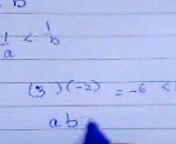 b
1/a < 1/b
(3)(-2) = -6 <
ab